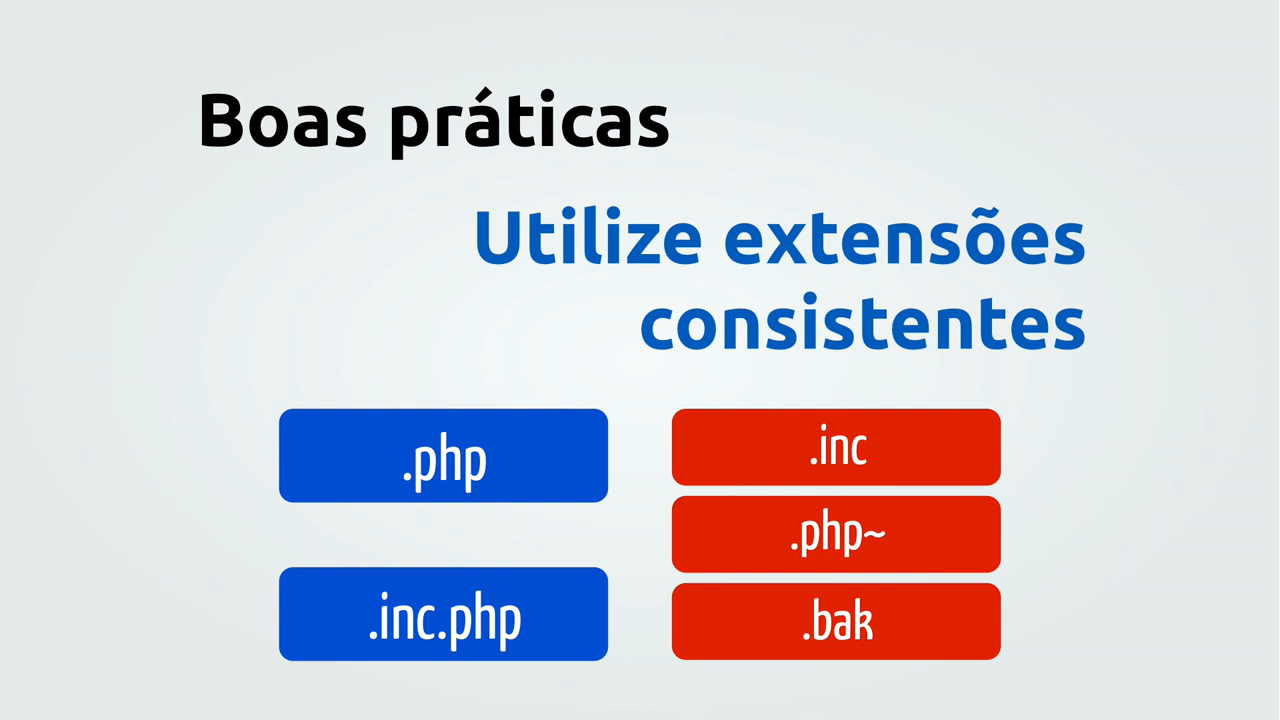 Boas práticas
Utilize extensões
consistentes
.php
.inc.php
.inc
.php~
.bak